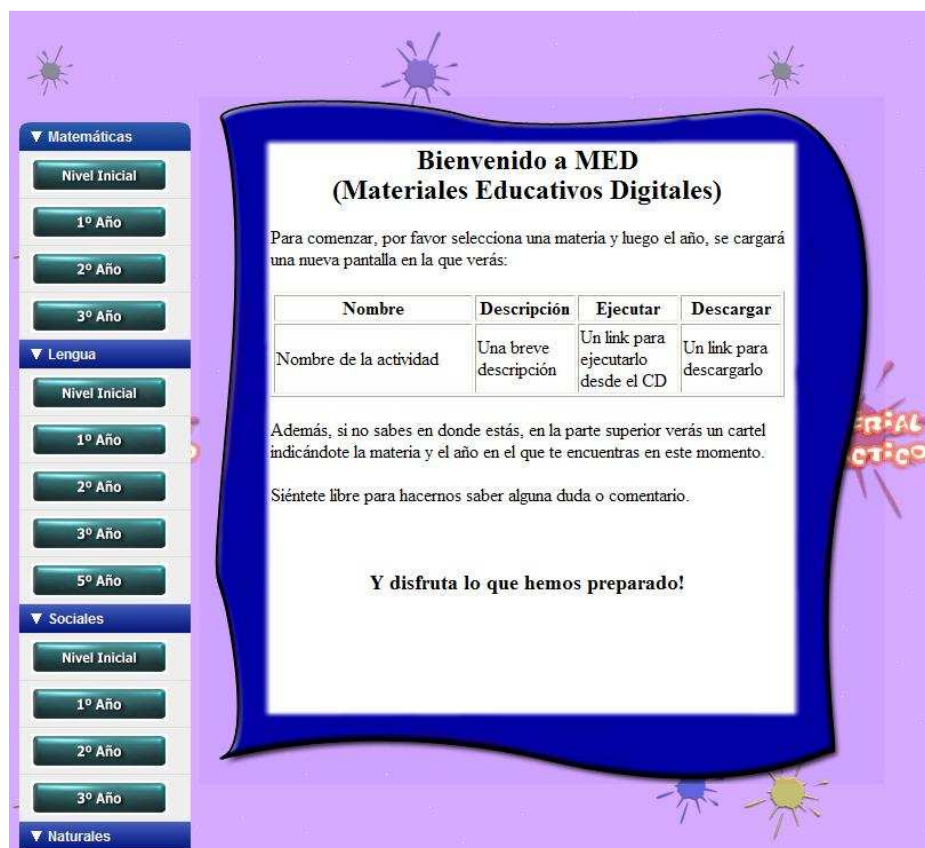 ▼ Matemáticas
Nivel Inicial
1º Año
2º Año
3º Año
▼ Lengua
Nivel Inicial
1º Año
2º Año
3º Año
5º Año
▼ Sociales
Nivel Inicial
1º Año
2º Año
3º Año
▼ Naturales
Bienvenido a MED
(Materiales Educativos Digitales)
Para comenzar, por favor selecciona una materia y luego el año, se cargará
una nueva pantalla en la que verás:
Nombre Descripción Ejecutar Descargar
Nombre de la actividad
Una breve
descripción
Un link para
ejecutarlo
desde el CD
Un link para
descargarlo
Además, si no sabes en donde estás, en la parte superior verás un cartel
indicándote la materia y el año en el que te encuentras en este momento.
Siéntete libre para hacernos saber alguna duda o comentario.
Y disfruta lo que hemos preparado!